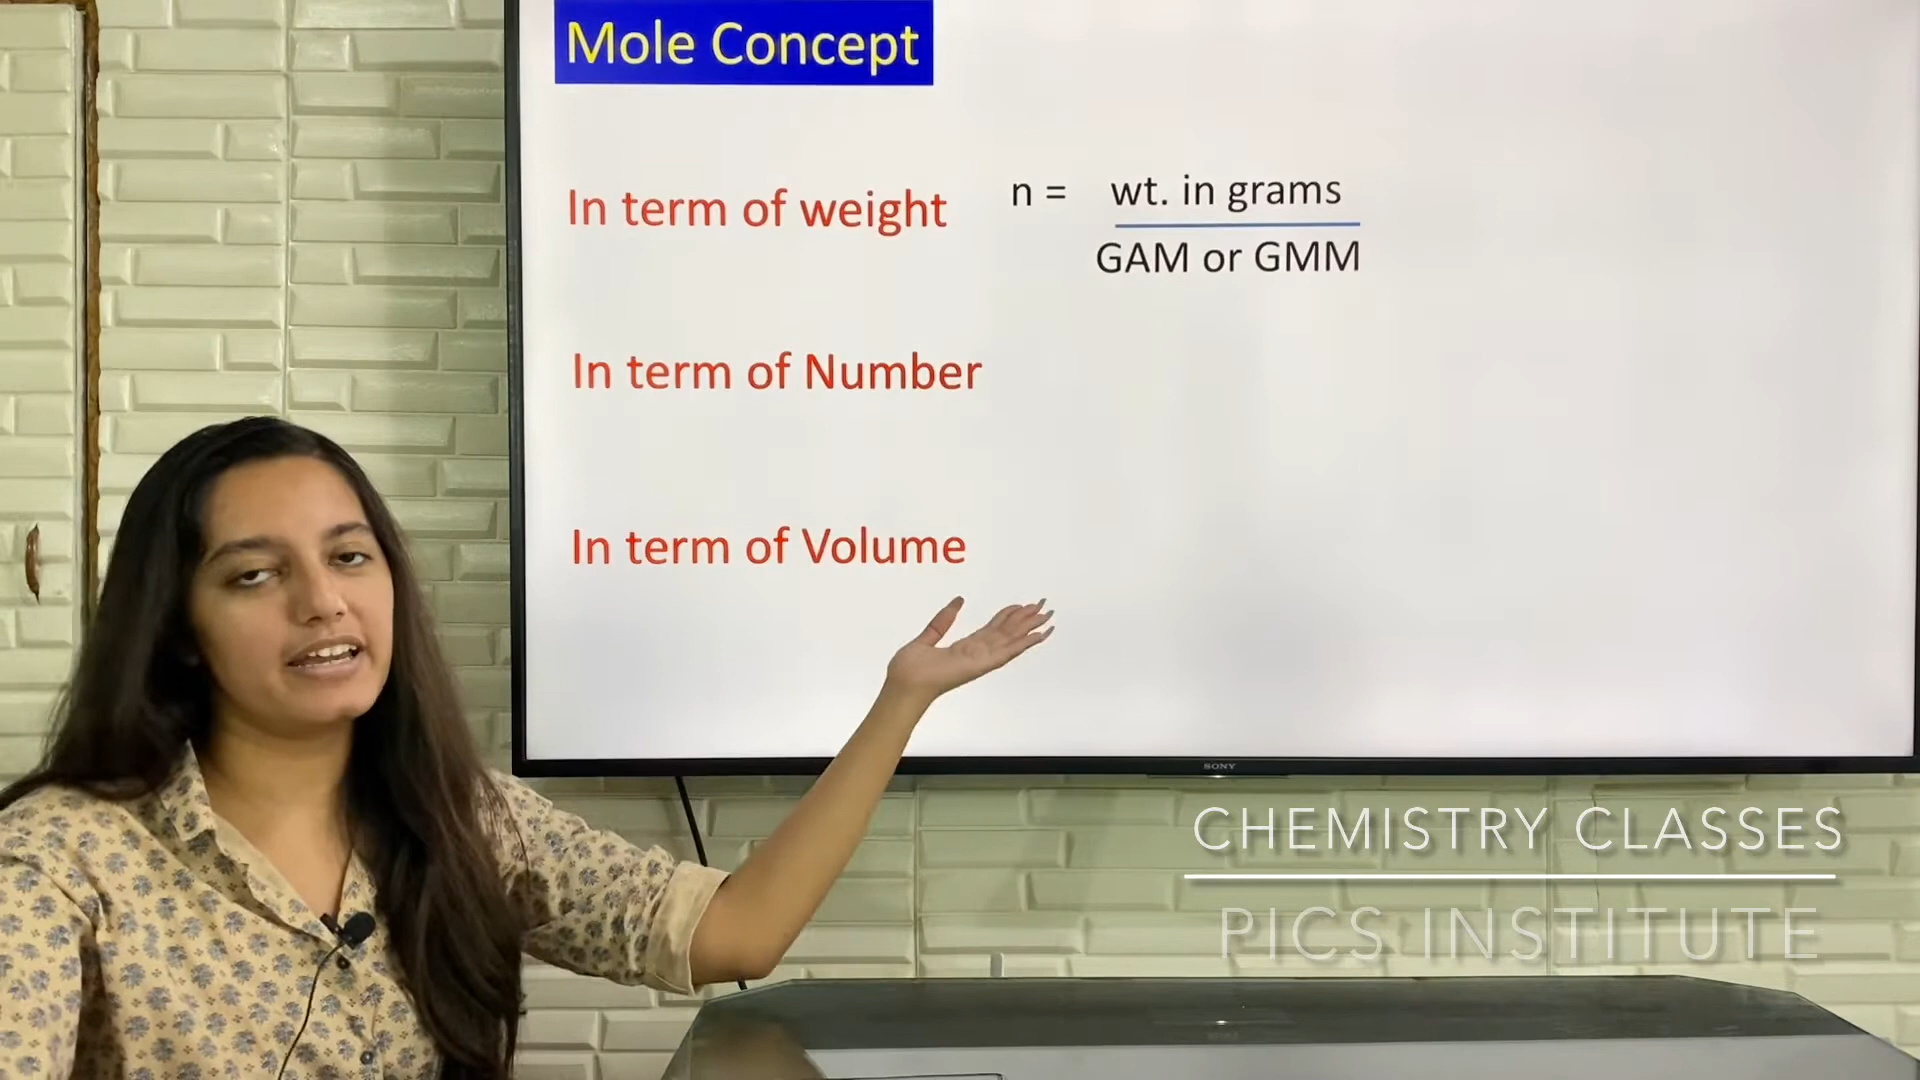 Mole Concept
In term of weight
n = wt. in grams
GAM or GMM
In term of Number
In term of Volume
SONY
CHEMISTRY CLASSES
PICS INSTITUTE